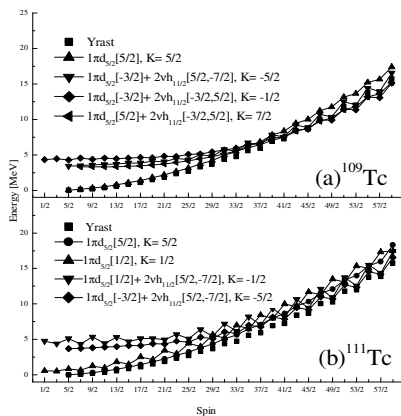 25
20
15
10
5
0
Energy [MeV]
Yrast
1πd5/2[5/2], K= 5/2
1πd5/2[-3/2]+ 2νh11/2[5/2,-7/2], K= -5/2
1πd5/2[-3/2]+ 2νh11/2[-3/2,5/2], K= -1/2
1πd5/2[5/2]+ 2νh11/2[-3/2,5/2], K= 7/2
(a)109Tc
1/2 5/2 9/2 13/2 17/2 21/2 25/2 29/2 33/2 37/2 41/2 45/2 49/2 53/2 57/2
20
15
10
5
0
Yrast
1πd5/2[5/2], K= 5/2
1πd5/2[1/2], K= 1/2
1πd5/2[1/2]+ 2νh11/2[5/2,-7/2], K= -1/2
1πd5/2[-3/2]+ 2νh11/2[5/2,-7/2], K= -5/2
(b)111Tc
1/2 5/2 9/2 13/2 17/2 21/2 25/2 29/2 33/2 37/2 41/2 45/2 49/2 53/2 57/2
Spin